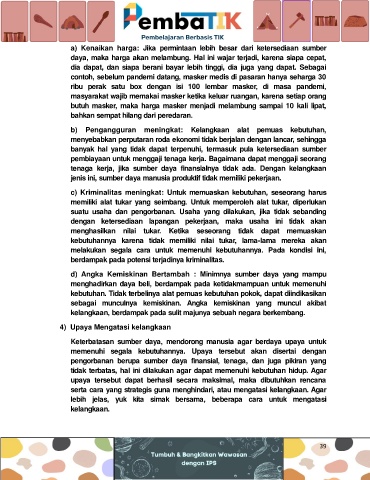 PembaTIK
Pembelajaran Berbasis TIK
a) Kenaikan harga: Jika permintaan lebih besar dari ketersediaan sumber
daya, maka harga akan melambung. Hal ini wajar terjadi, karena siapa cepat,
dia dapat, dan siapa berani bayar lebih tinggi, dia juga yang dapat. Sebagai
contoh, sebelum pandemi datang, masker medis di pasaran hanya seharga 30
ribu perak satu box dengan isi 100 lembar masker, di masa pandemi,
masyarakat wajib memakai masker ketika keluar ruangan, karena setiap orang
butuh masker, maka harga masker menjadi melambung sampai 10 kali lipat,
bahkan sempat hilang dari peredaran.
b) Pengangguran meningkat: Kelangkaan alat pemuas kebutuhan,
menyebabkan perputaran roda ekonomi tidak berjalan dengan lancar, sehingga
banyak hal yang tidak dapat terpenuhi, termasuk pula ketersediaan sumber
pembiayaan untuk menggaji tenaga kerja. Bagaimana dapat menggaji seorang
tenaga kerja, jika sumber daya finansialnya tidak ada. Dengan kelangkaan
jenis ini, sumber daya manusia produktif tidak memiliki pekerjaan.
c) Kriminalitas meningkat: Untuk memuaskan kebutuhan, seseorang harus
memiliki alat tukar yang seimbang. Untuk memperoleh alat tukar, diperlukan
suatu usaha dan pengorbanan. Usaha yang dilakukan, jika tidak sebanding
dengan ketersediaan lapangan pekerjaan, maka usaha ini tidak akan
menghasilkan nilai tukar. Ketika seseorang tidak dapat memuaskan
kebutuhannya karena tidak memiliki nilai tukar, lama-lama mereka akan
melakukan segala cara untuk memenuhi kebutuhannya. Pada kondisi ini,
berdampak pada potensi terjadinya kriminalitas.
d) Angka Kemiskinan Bertambah : Minimnya sumber daya yang mampu
menghadirkan daya beli, berdampak pada ketidakmampuan untuk memenuhi
kebutuhan. Tidak terbelinya alat pemuas kebutuhan pokok, dapat diindikasikan
sebagai munculnya kemiskinan. Angka kemiskinan yang muncul akibat
kelangkaan, berdampak pada sulit majunya sebuah negara berkembang.
4) Upaya Mengatasi kelangkaan
Keterbatasan sumber daya, mendorong manusia agar berdaya upaya untuk
memenuhi segala kebutuhannya. Upaya tersebut akan disertai dengan
pengorbanan berupa sumber daya finansial, tenaga, dan juga pikiran yang
tidak terbatas, hal ini dilakukan agar dapat memenuhi kebutuhan hidup. Agar
upaya tersebut dapat berhasil secara maksimal, maka dibutuhkan rencana
serta cara yang strategis guna menghindari, atau mengatasi kelangkaan. Agar
lebih jelas, yuk kita simak bersama, beberapa cara untuk mengatasi
kelangkaan.
39
Tumbuh & Bangkitkan Wawasan
dengan IPS